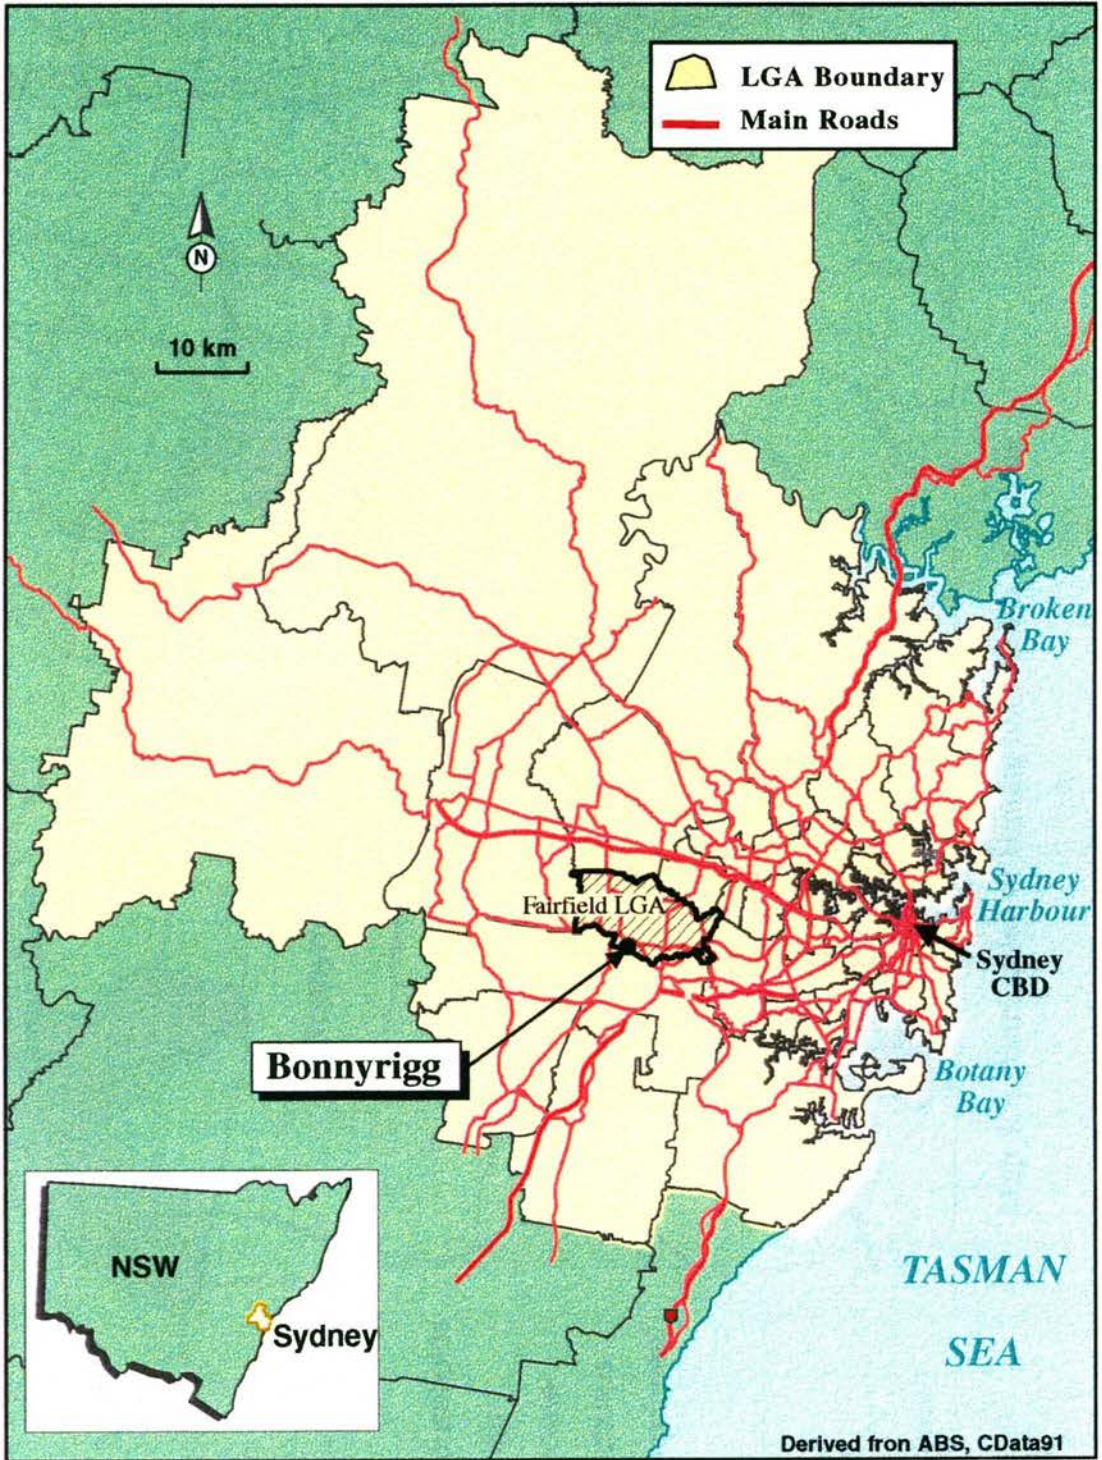 LGA Boundary
Main Roads
N
10 km
Broken
Bay
Fairfield LGA
Sydney
Harbour
Sydney
CBD
Bonnyrigg
Botany
Bay
NSW
Sydney
TASMAN
SEA
Derived fron ABS, CData91